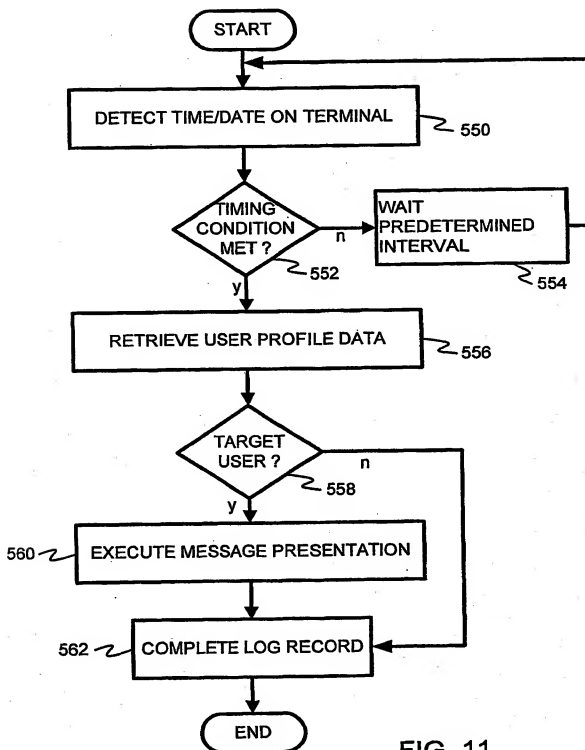 START
DETECT TIME/DATE ON TERMINAL
550
TIMING
CONDITION
MET ?
n
552
y
WAIT
PREDETERMINED
INTERVAL
554
RETRIEVE USER PROFILE DATA
556
TARGET
USER ?
n
558
y
560
EXECUTE MESSAGE PRESENTATION
562
COMPLETE LOG RECORD
END
FIG. 11